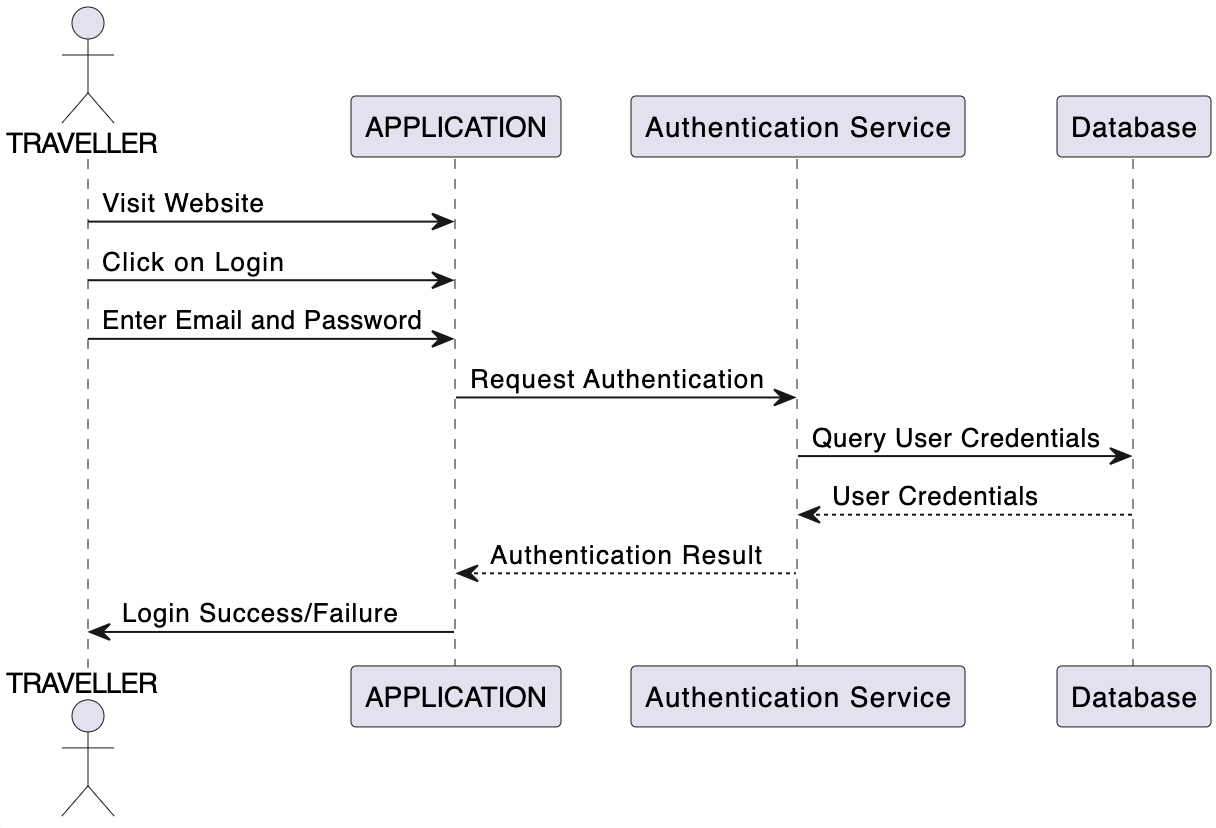 TRAVELLER
APPLICATION
Authentication Service
Database
Visit Website
Click on Login
Enter Email and Password
Request Authentication
Query User Credentials
User Credentials
Authentication Result
Login Success/Failure
TRAVELLER
APPLICATION
Authentication Service
Database